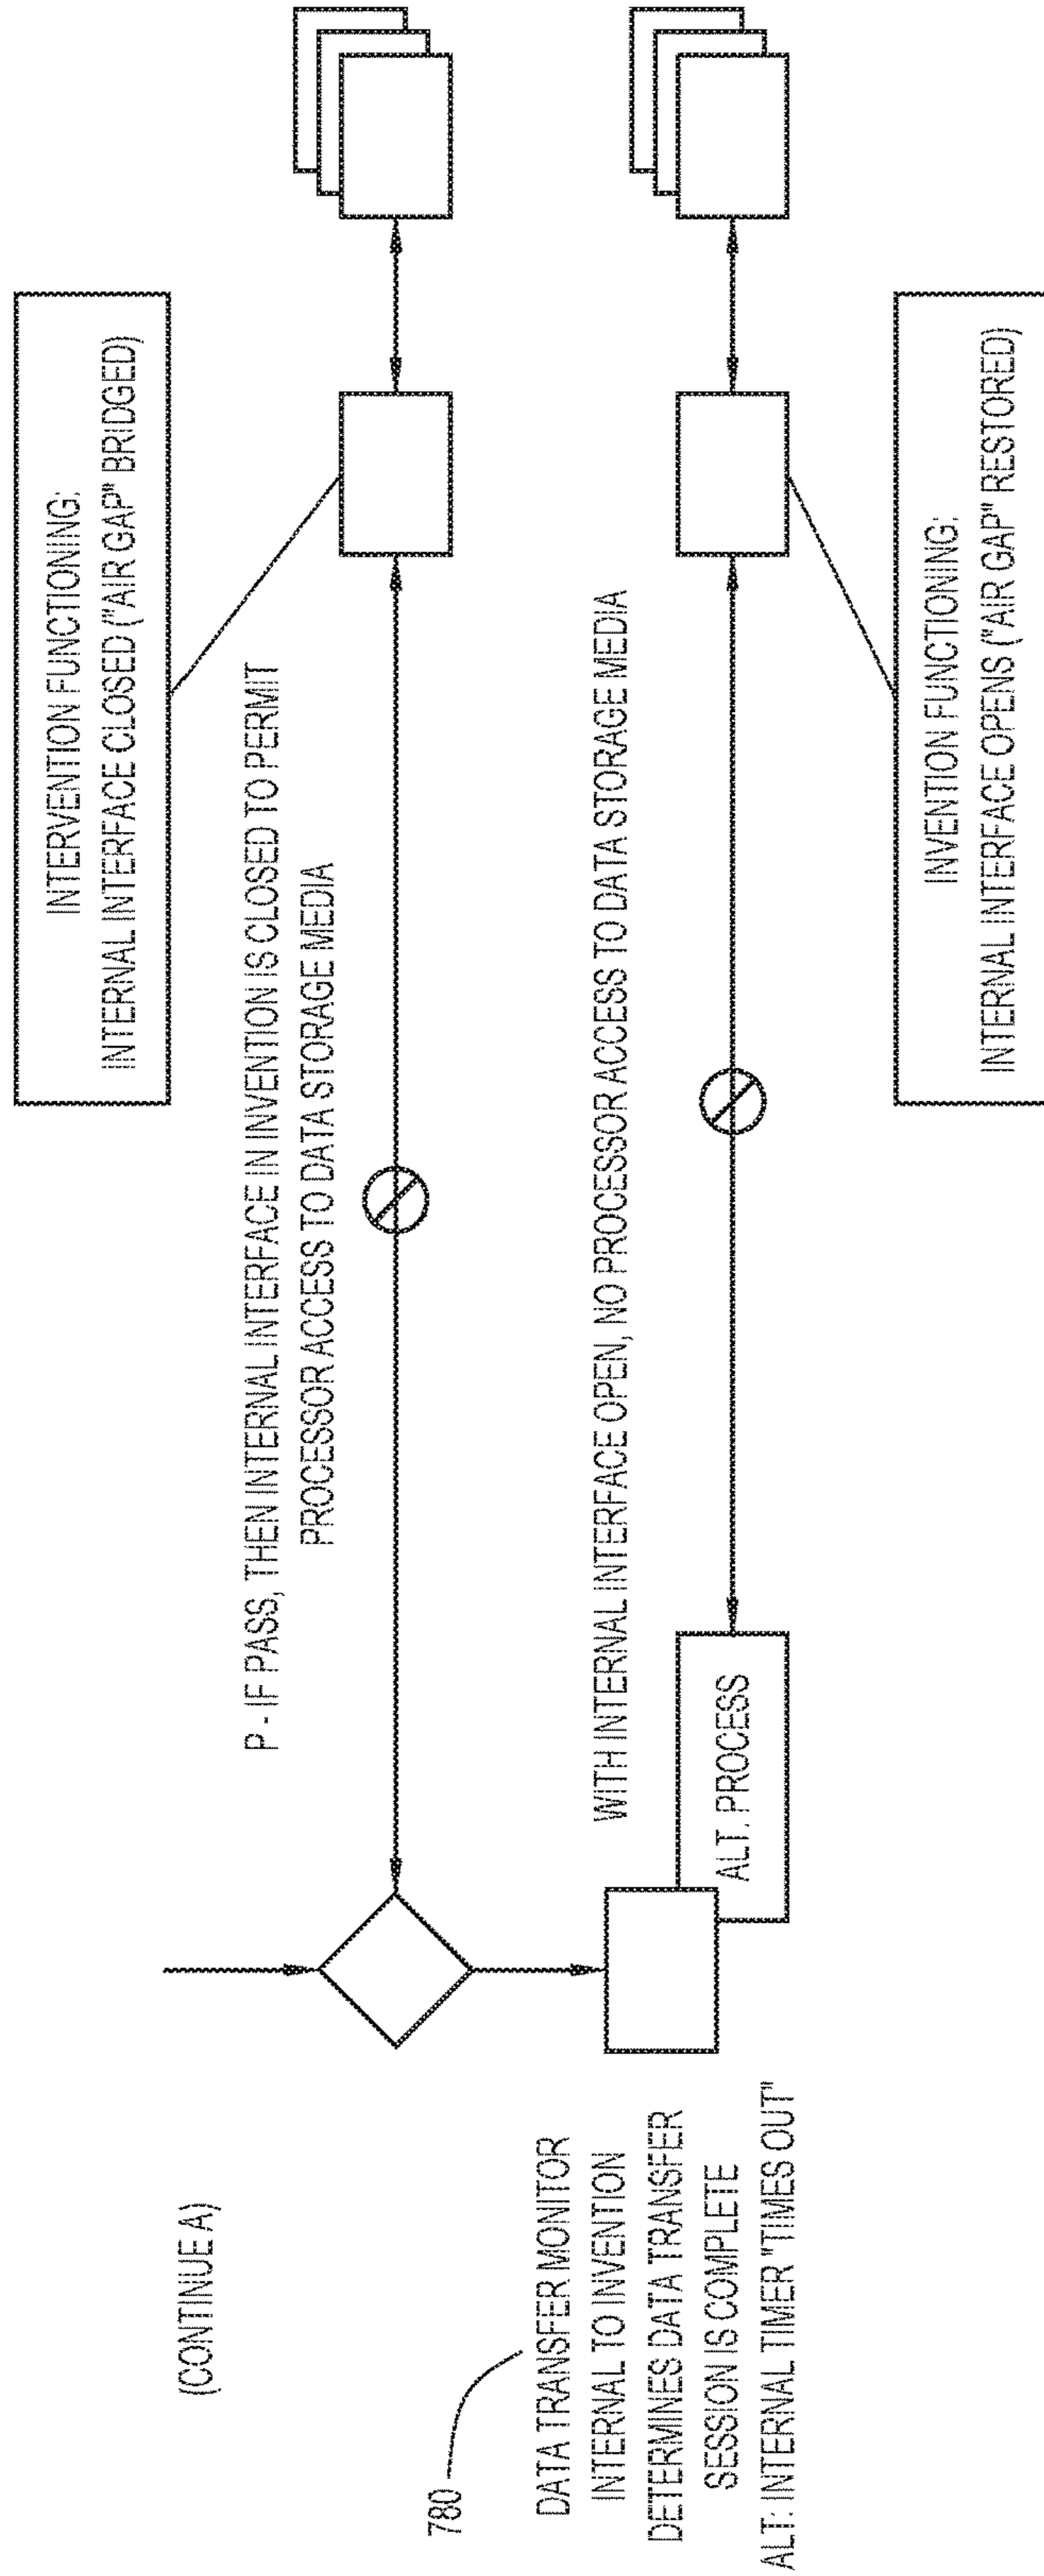 (CONTINUE A)
INTERVENTION FUNCTIONING:
INTERNAL INTERFACE CLOSED ("AIR GAP" BRIDGED)
P - IF PASS, THEN INTERNAL INTERFACE IN INVENTION IS CLOSED TO PERMIT
PROCESSOR ACCESS TO DATA STORAGE MEDIA
780
DATA TRANSFER MONITOR
INTERNAL TO INVENTION
DETERMINES DATA TRANSFER
SESSION IS COMPLETE
ALT: INTERNAL TIMER "TIMES OUT"
WITH INTERNAL INTERFACE OPEN, NO PROCESSOR ACCESS TO DATA STORAGE MEDIA
ALT. PROCESS
INVENTION FUNCTIONING:
INTERNAL INTERFACE OPENS ("AIR GAP" RESTORED)